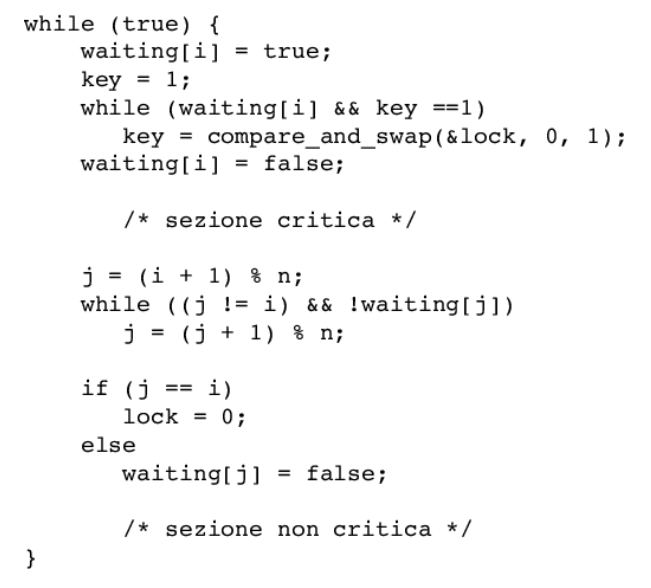 while (true) {
waiting[i] = true;
key = 1;
while (waiting[i] && key ==1)
key = compare_and_swap(&lock, 0, 1);
waiting[i] = false;
/* sezione critica */
j = (i + 1) % n;
while ((j != i) && !waiting[j])
j = (j + 1) % n;
if (j == i)
lock = 0;
else
waiting[j] = false;
/* sezione non critica */
}